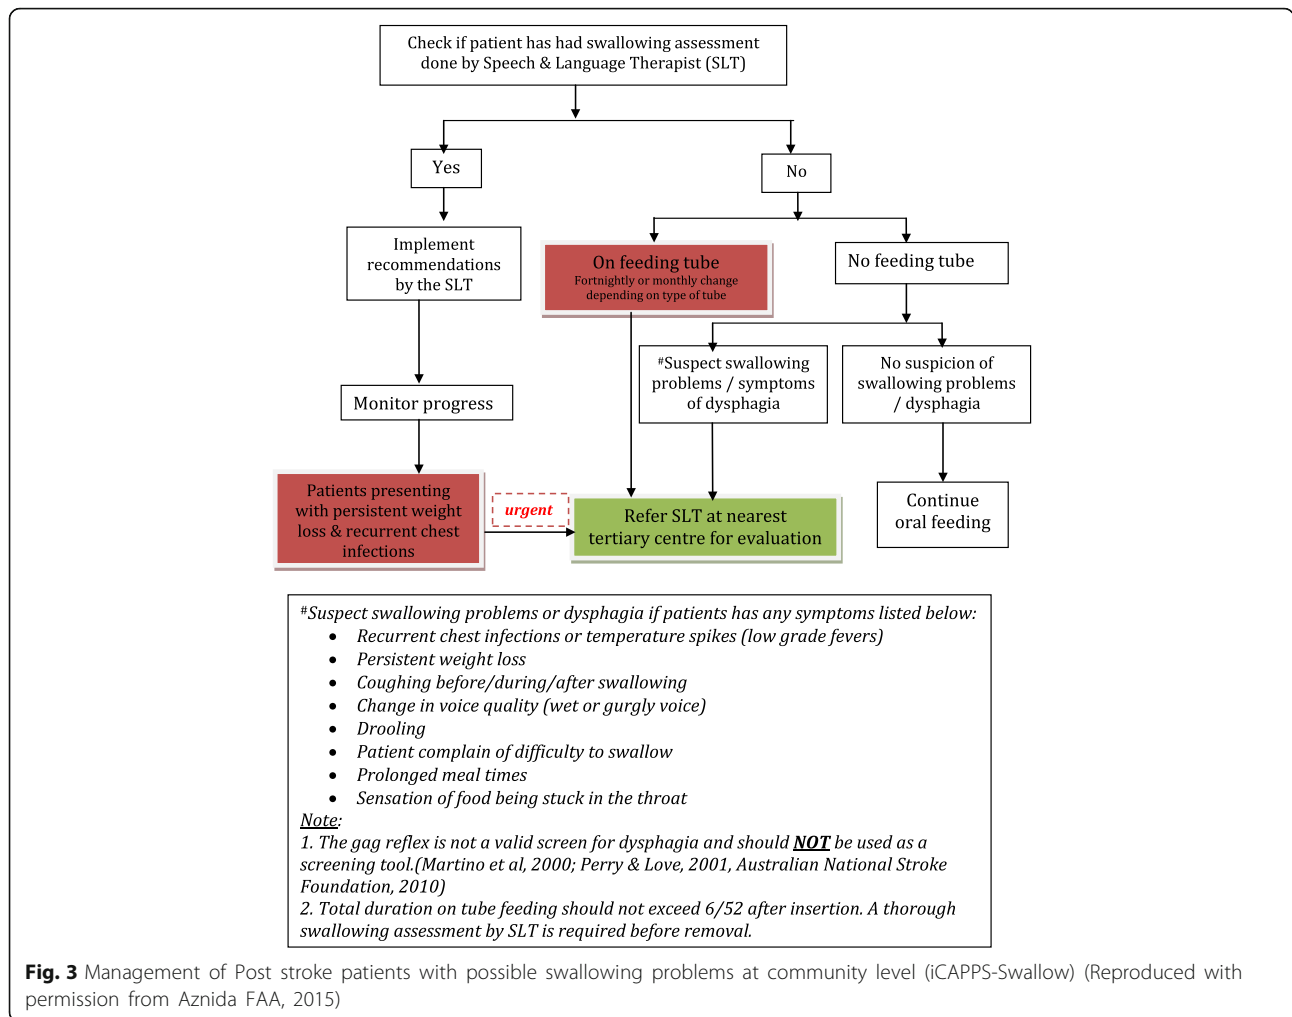 Check if patient has had swallowing assessment
done by Speech & Language Therapist (SLT)
Yes
No
Implement
recommendations
by the SLT
On feeding tube
Fortnightly or monthly change
depending on type of tube
No feeding tube
#Suspect swallowing
problems / symptoms
of dysphagia
No suspicion of
swallowing problems
/ dysphagia
Monitor progress
Patients presenting
with persistent weight
loss & recurrent chest
infections
urgent
Refer SLT at nearest
tertiary centre for evaluation
Continue
oral feeding
#Suspect swallowing problems or dysphagia if patients has any symptoms listed below:
• Recurrent chest infections or temperature spikes (low grade fevers)
• Persistent weight loss
• Coughing before/during/after swallowing
• Change in voice quality (wet or gurgly voice)
• Drooling
• Patient complain of difficulty to swallow
• Prolonged meal times
• Sensation of food being stuck in the throat
Note:
1. The gag reflex is not a valid screen for dysphagia and should NOT be used as a
screening tool.(Martino et al, 2000; Perry & Love, 2001, Australian National Stroke
Foundation, 2010)
2. Total duration on tube feeding should not exceed 6/52 after insertion. A thorough
swallowing assessment by SLT is required before removal.
Fig. 3 Management of Post stroke patients with possible swallowing problems at community level (iCAPPS-Swallow) (Reproduced with
permission from Aznida FAA, 2015)